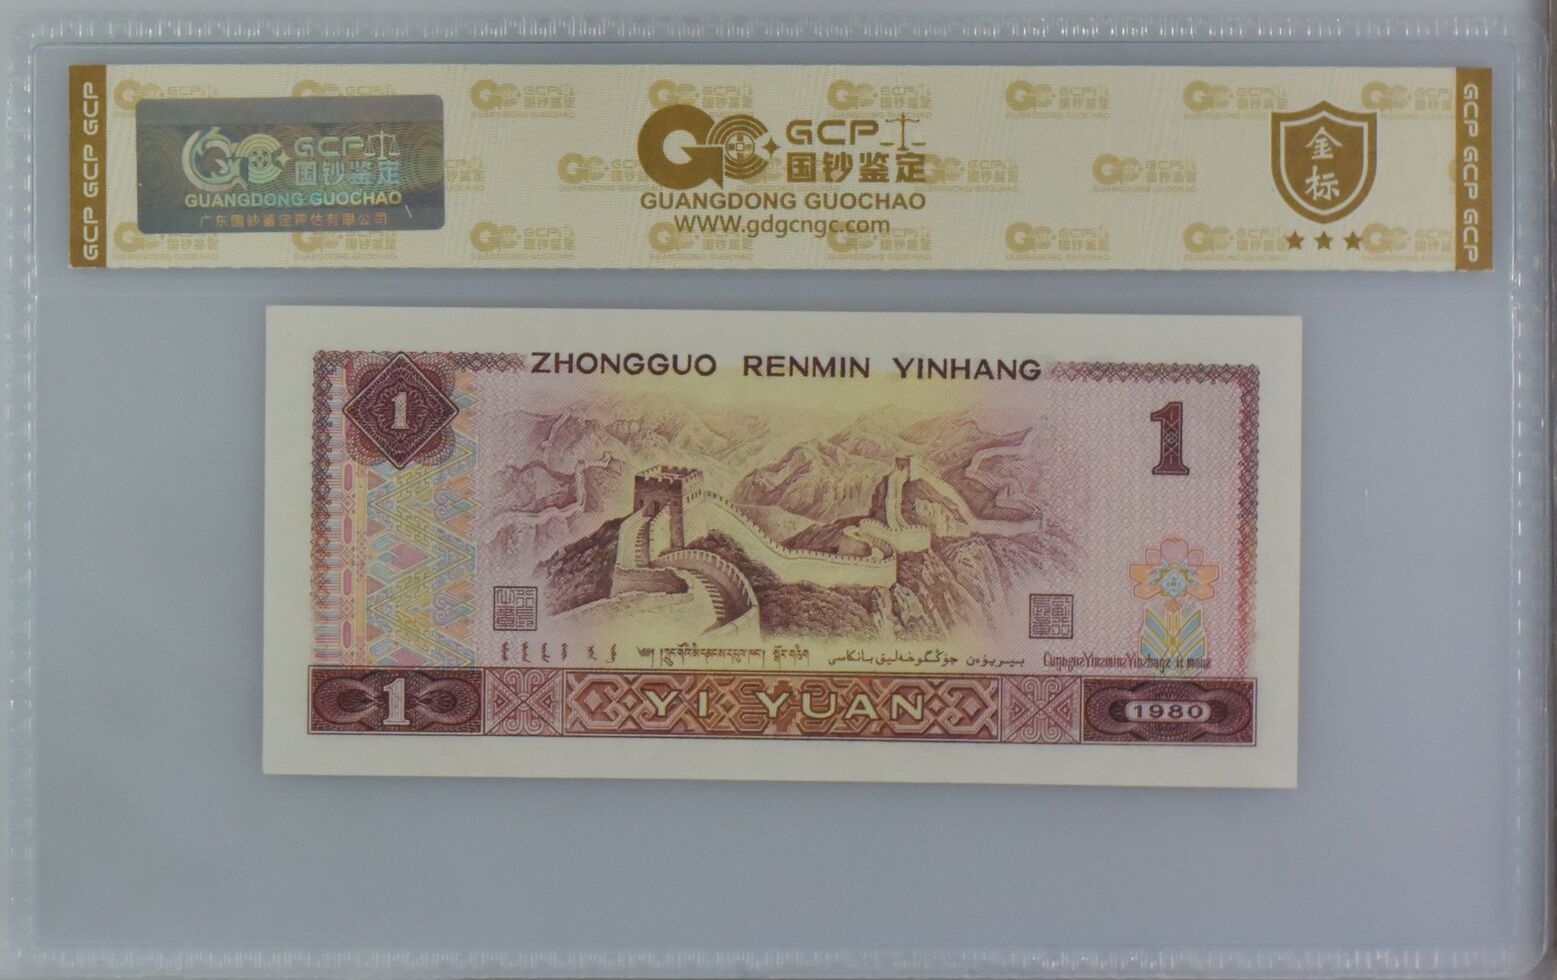 GCP GCP GCP
GCP
国钞鉴定
GUANGDONG GUOCHAO
广东国钞鉴定评估有限公司
GCP
国钞鉴定
GUANGDONG GUOCHAO
WWW.gdgcngc.com
金
标
GCP GCP GCP
ZHONGGUO RENMIN YINHANG
1
1
1
YI YUAN
1980